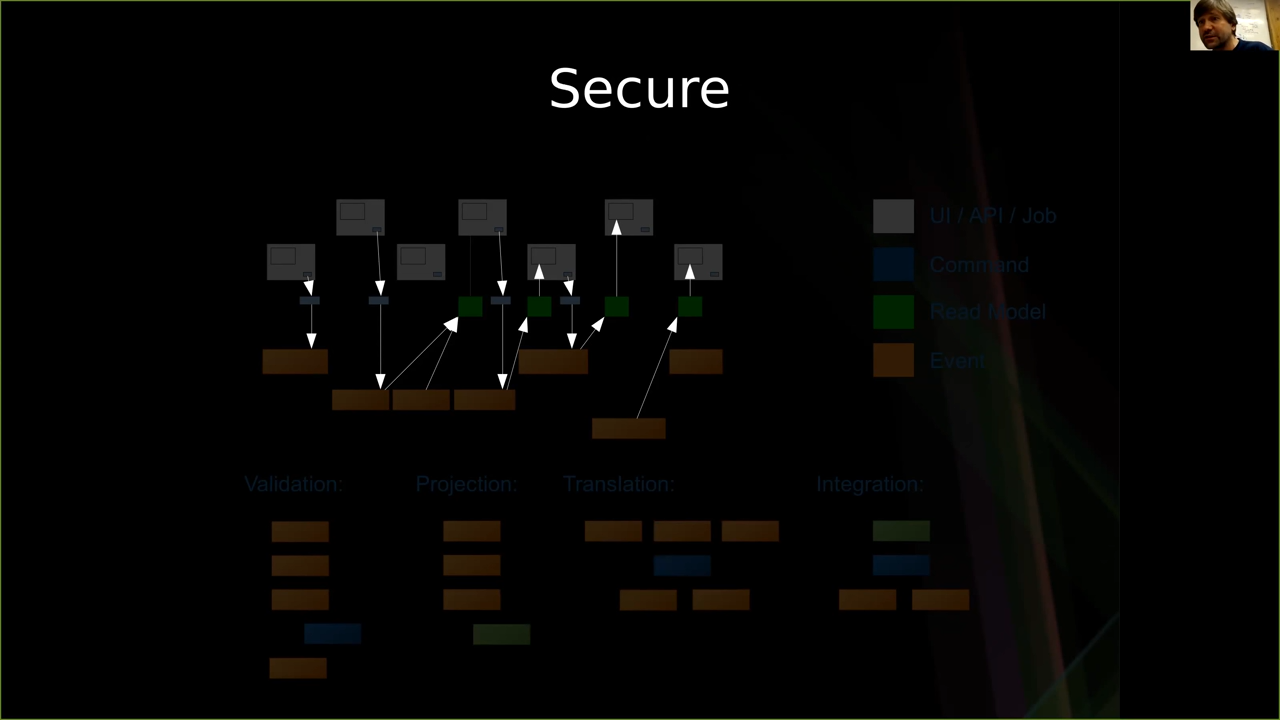 Secure
UI / API / Job
Command
Read Model
Event
Validation:
Projection:
Translation:
Integration: